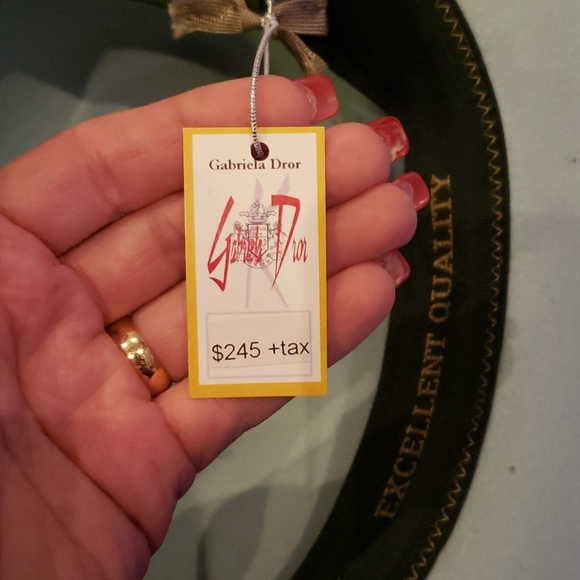 Gabriela Dror
Gabriela Dror
$245 +tax
EXCELLENT QUALITY